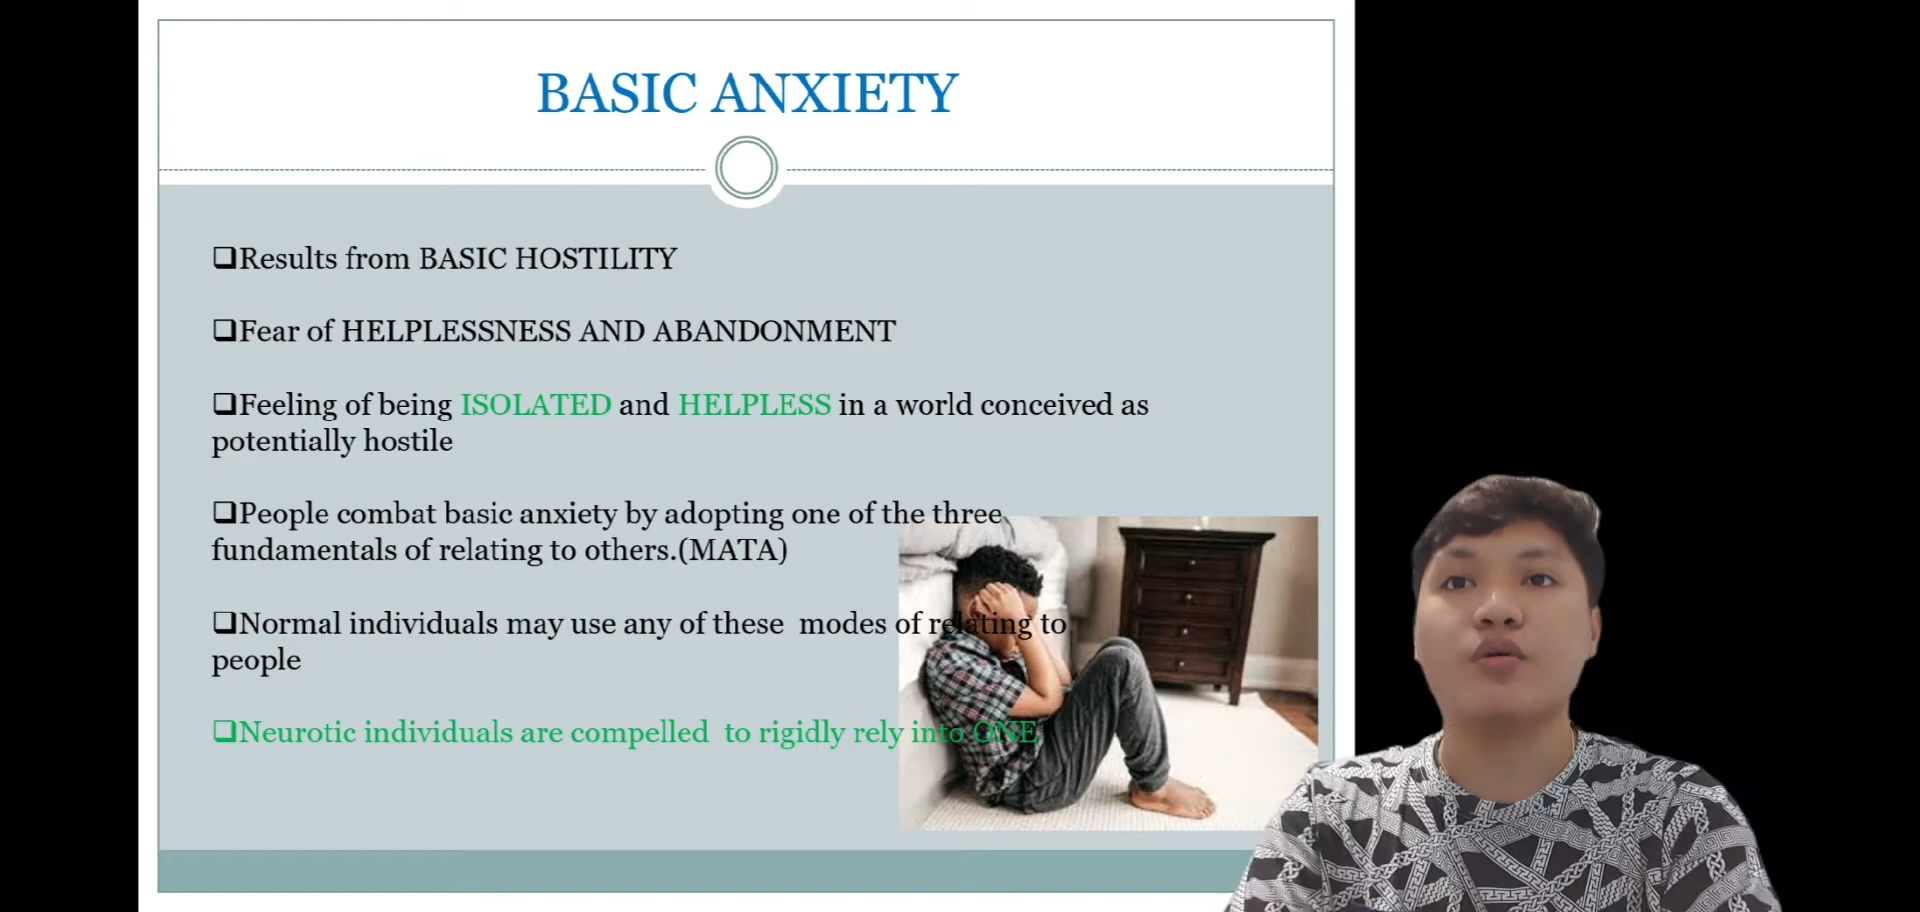 BASIC ANXIETY
❑Results from BASIC HOSTILITY
❑Fear of HELPLESSNESS AND ABANDONMENT
❑Feeling of being ISOLATED and HELPLESS in a world conceived as
potentially hostile
❑People combat basic anxiety by adopting one of the three
fundamentals of relating to others.(MATA)
❑Normal individuals may use any of these  modes of relating to
people
❑Neurotic individuals are compelled  to rigidly rely into ONE